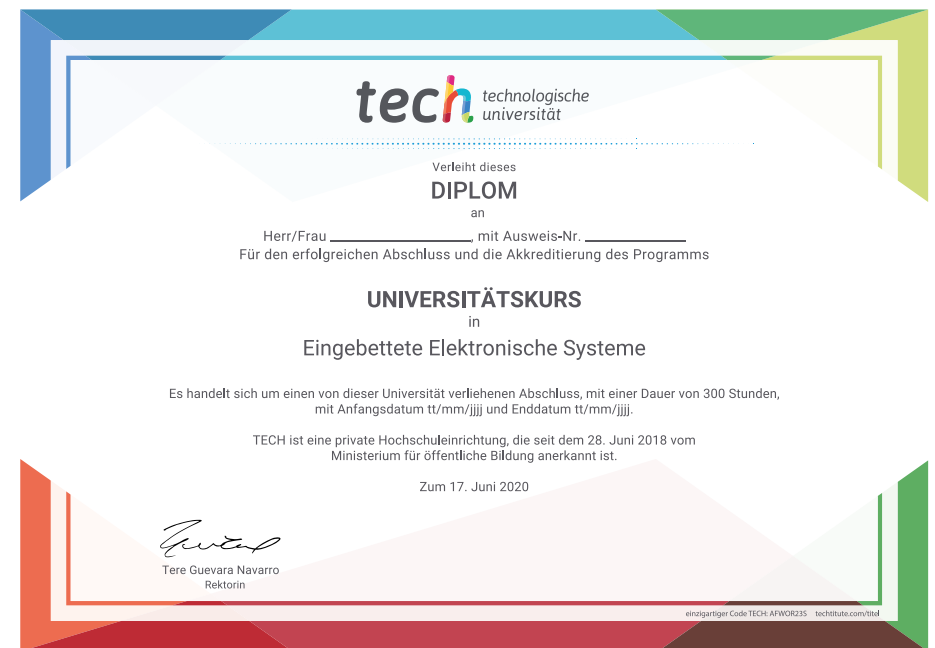 tech technologische
universität
Verleiht dieses
DIPLOM
an
Herr/Frau ____________________, mit Ausweis-Nr. ______________
Für den erfolgreichen Abschluss und die Akkreditierung des Programms
UNIVERSITÄTSKURS
in
Eingebettete Elektronische Systeme
Es handelt sich um einen von dieser Universität verliehenen Abschluss, mit einer Dauer von 300 Stunden,
mit Anfangsdatum tt/mm/jjjj und Enddatum tt/mm/jjjj.
TECH ist eine private Hochschuleinrichtung, die seit dem 28. Juni 2018 vom
Ministerium für öffentliche Bildung anerkannt ist.
Zum 17. Juni 2020
Tere Guevara Navarro
Rektorin
einzigartiger Code TECH: AFWOR23S techtitute.com/titel